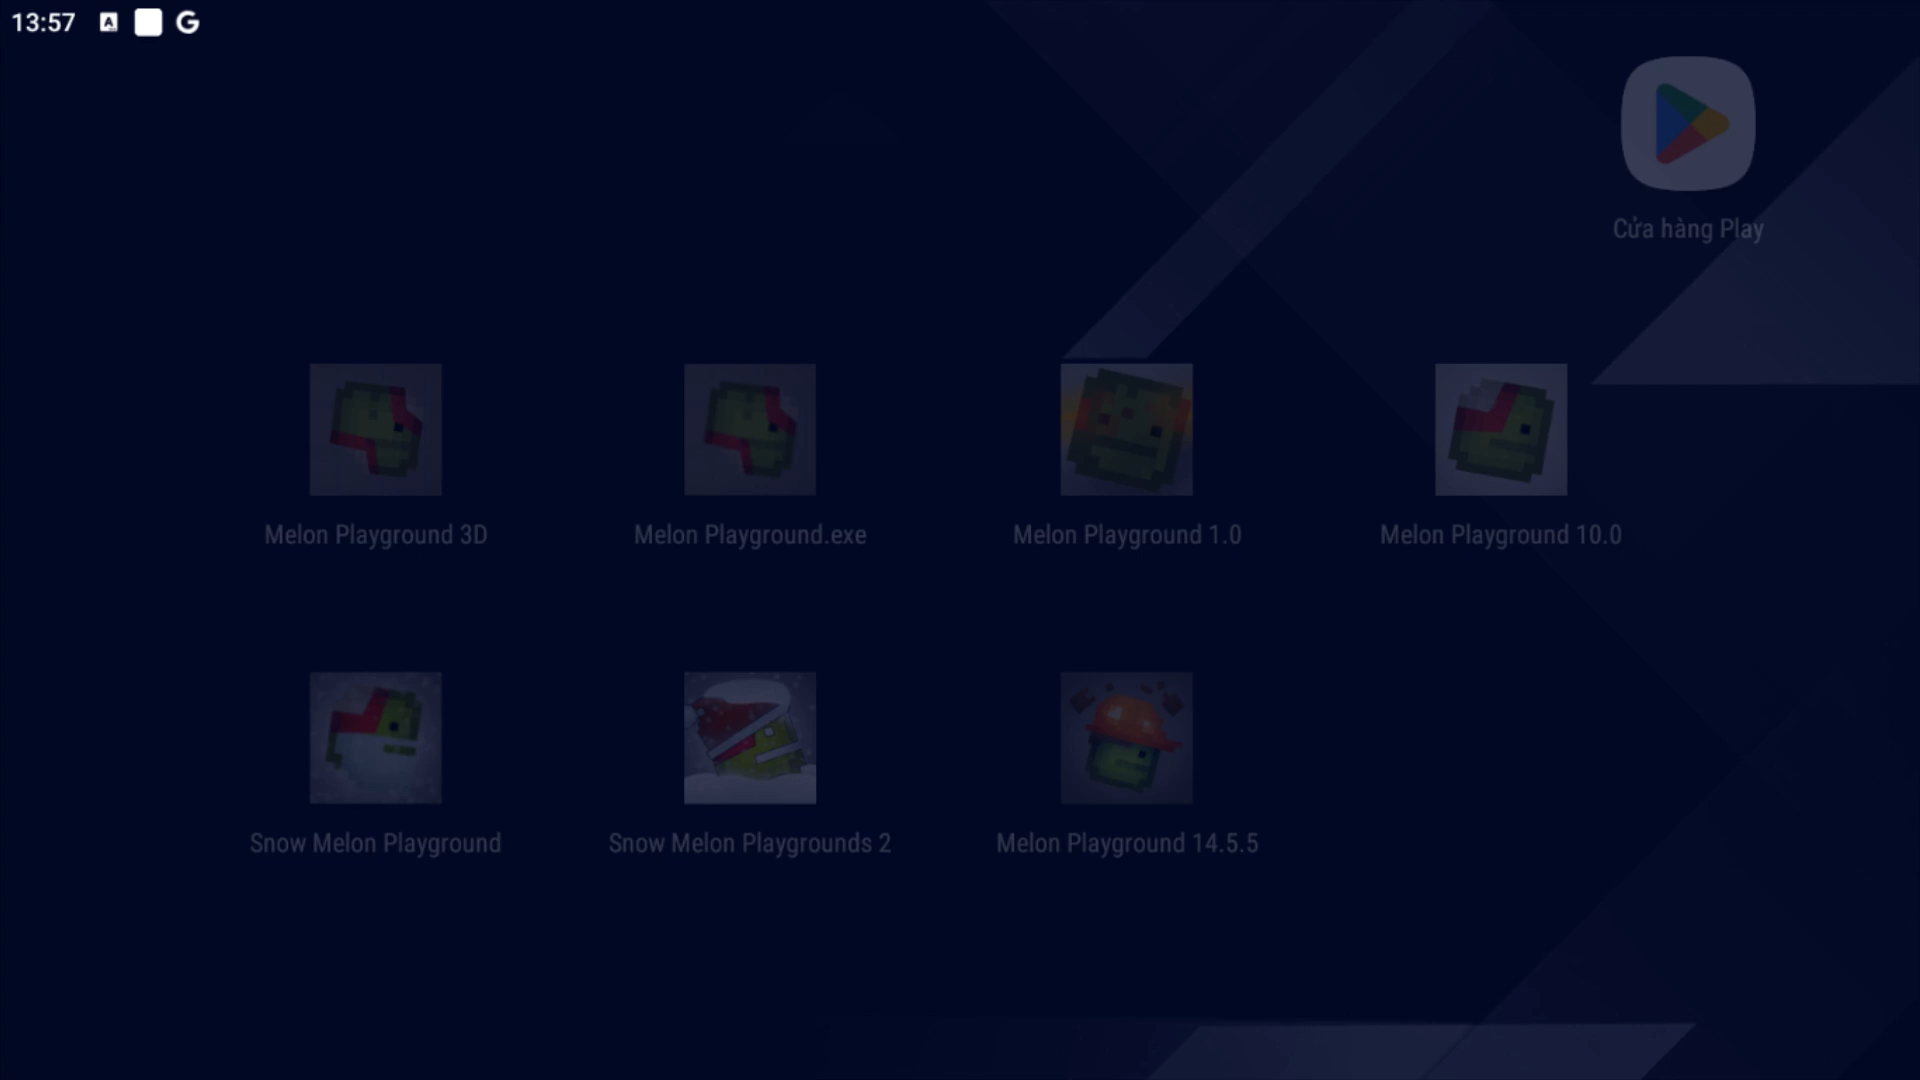 13:57 A G
Cửa hàng Play
Melon Playground 3D
Melon Playground.exe
Melon Playground 1.0
Melon Playground 10.0
Snow Melon Playground
Snow Melon Playgrounds 2
Melon Playground 14.5.5